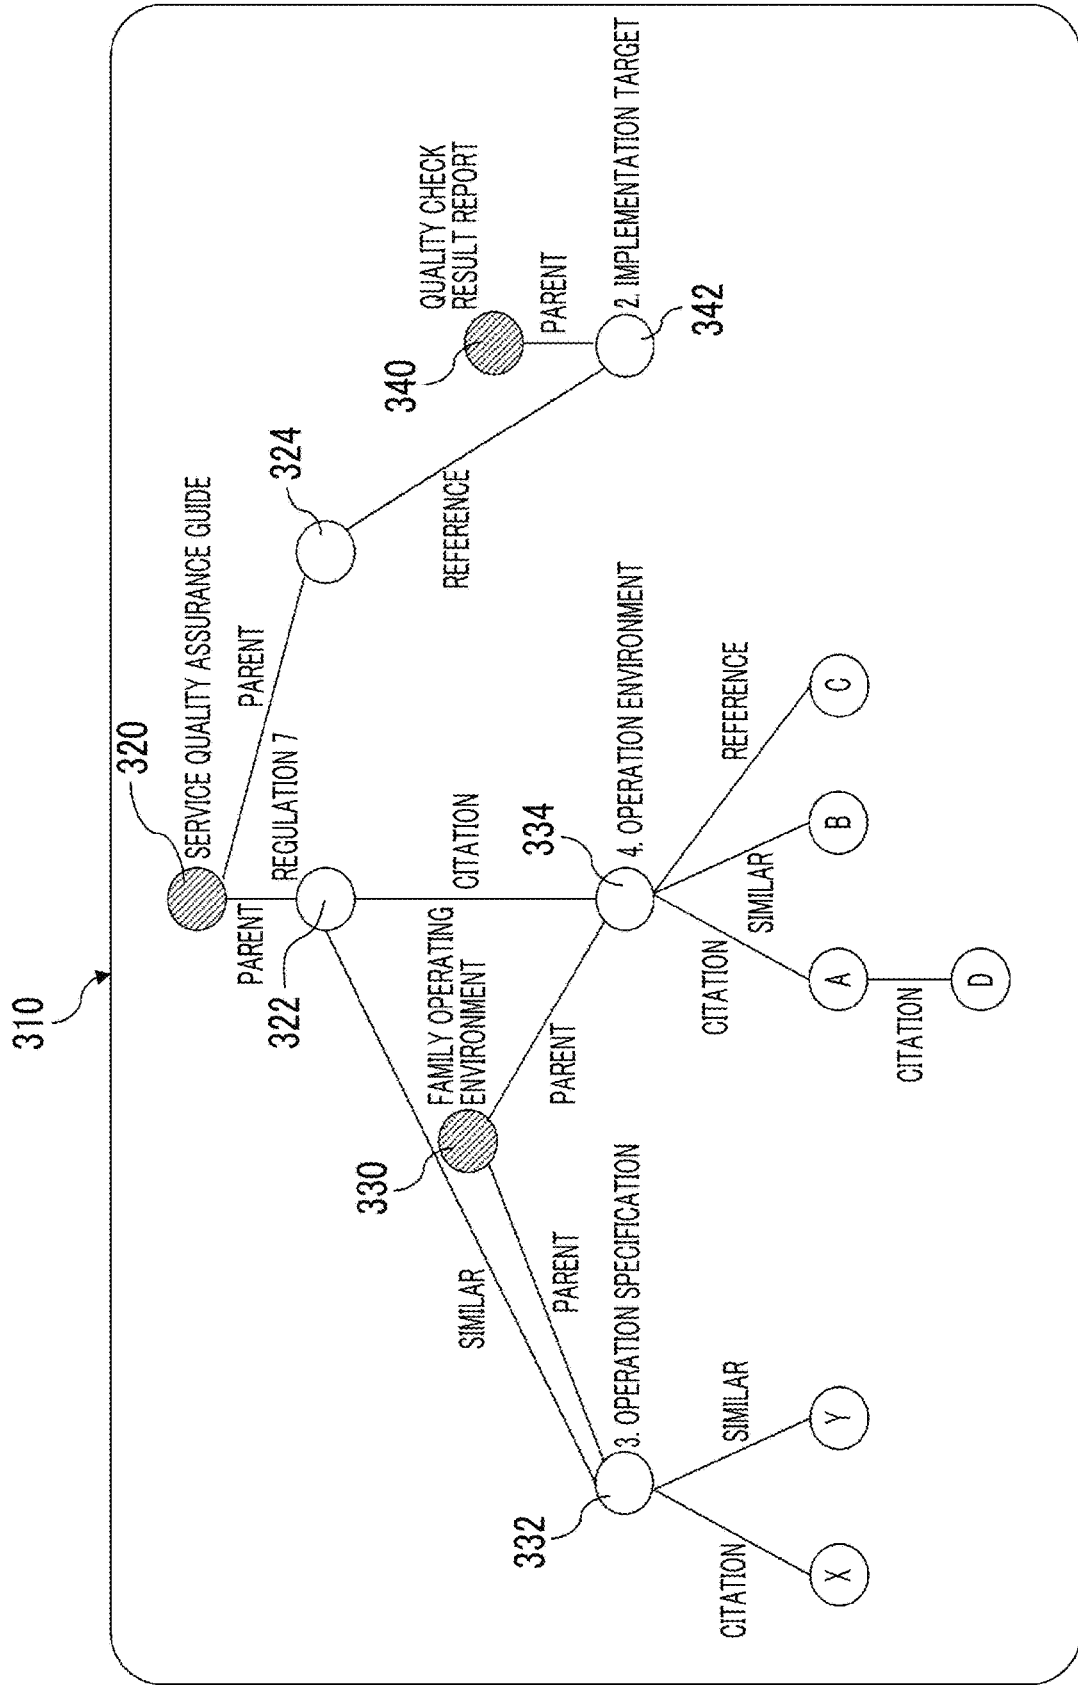 310
320
SERVICE QUALITY ASSURANCE GUIDE
PARENT
REGULATION 7
PARENT
322
324
FAMILY OPERATING
ENVIRONMENT
330
CITATION
REFERENCE
340
QUALITY CHECK
RESULT REPORT
SIMILAR
PARENT
PARENT
PARENT
332
3. OPERATION SPECIFICATION
334
4. OPERATION ENVIRONMENT
2. IMPLEMENTATION TARGET
342
CITATION
SIMILAR
CITATION
SIMILAR
REFERENCE
X
Y
A
B
C
CITATION
D